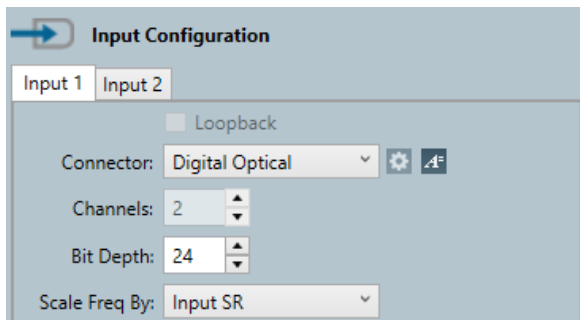 Input Configuration
Input 1 Input 2
Loopback
Connector: Digital Optical
Channels: 2
Bit Depth: 24
Scale Freq By: Input SR